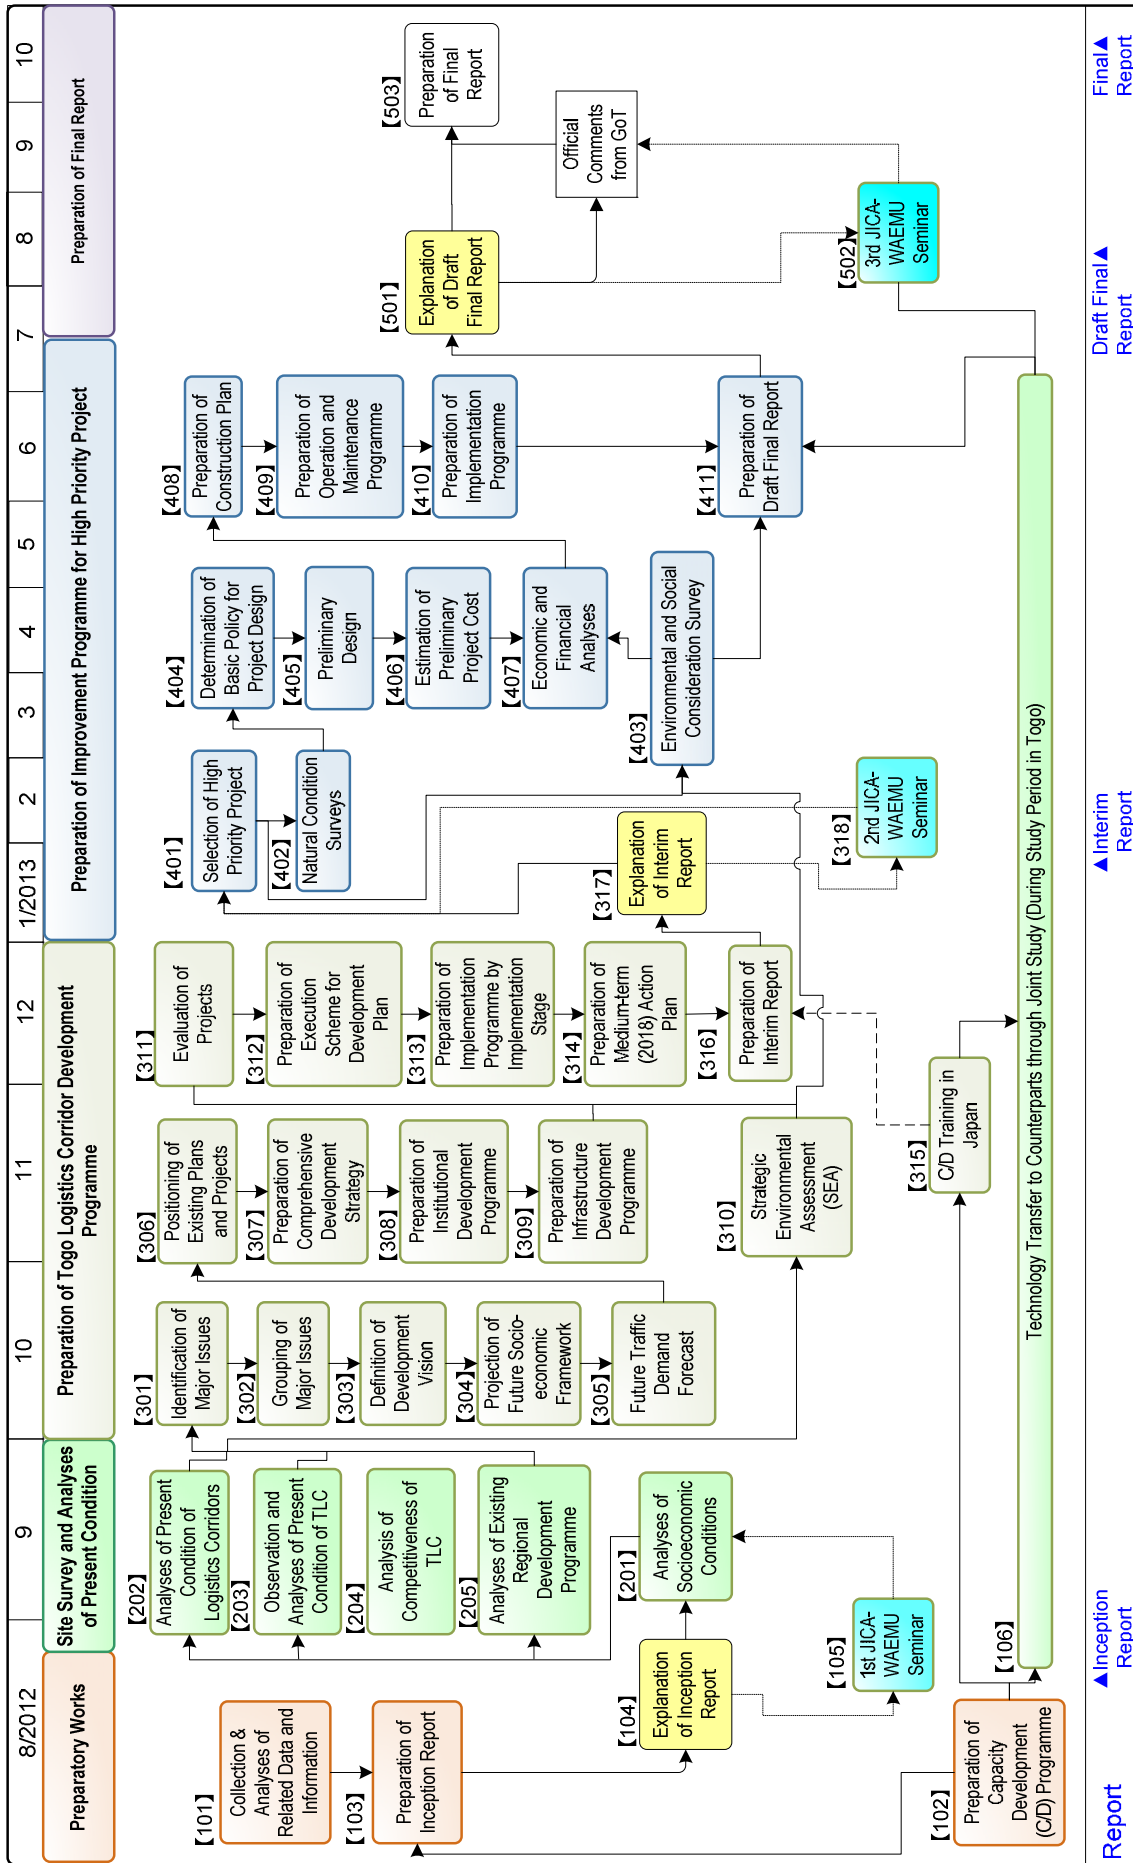 8/2012
9
10
11
12
1/2013
2
3
4
5
6
7
8
9
10
Preparatory Works
Site Survey and Analyses
of Present Condition
Preparation of Togo Logistics Corridor Development
Programme
Preparation of Improvement Programme for High Priority Project
Preparation of Final Report
【101】
Collection &
Analyses of
Related Data and
Information
【103】
Preparation of
Inception Report
【104】
Explanation
of Inception
Report
【105】
1st JICA-
WAEMU
Seminar
【102】
Preparation of
Capacity
Development
(C/D) Programme
【106】
Technology Transfer to Counterparts through Joint Study (During Study Period in Togo)
【202】
Analyses of Present
Condition of
Logistics Corridors
【203】
Observation and
Analyses of Present
Condition of TLC
【204】
Analysis of
Competitiveness of
TLC
【205】
Analyses of Existing
Regional
Development
Programme
【201】
Analyses of
Socioeconomic
Conditions
【301】
Identification of
Major Issues
【302】
Grouping of
Major Issues
【303】
Definition of
Development
Vision
【304】
Projection of
Future Socio-
economic
Framework
【305】
Future Traffic
Demand
Forecast
【306】
Positioning of
Existing Plans
and Projects
【307】
Preparation of
Comprehensive
Development
Strategy
【308】
Preparation of
Institutional
Development
Programme
【309】
Preparation of
Infrastructure
Development
Programme
【310】
Strategic
Environmental
Assessment
(SEA)
【311】
Evaluation of
Projects
【312】
Preparation of
Execution
Scheme for
Development
Plan
【313】
Preparation of
Implementation
Programme by
Implementation
Stage
【314】
Preparation of
Medium-term
(2018) Action
Plan
【316】
Preparation of
Interim Report
【315】
C/D Training in
Japan
【317】
Explanation
of Interim
Report
【318】
2nd JICA-
WAEMU
Seminar
【401】
Selection of High
Priority Project
【402】
Natural Condition
Surveys
【403】
Environmental and Social
Consideration Survey
【404】
Determination of
Basic Policy for
Project Design
【405】
Preliminary
Design
【406】
Estimation of
Preliminary
Project Cost
【407】
Economic and
Financial
Analyses
【408】
Preparation of
Construction Plan
【409】
Preparation of
Operation and
Maintenance
Programme
【410】
Preparation of
Implementation
Programme
【411】
Preparation of
Draft Final Report
【501】
Explanation
of Draft
Final Report
【502】
3rd JICA-
WAEMU
Seminar
Official
Comments
from GoT
【503】
Preparation
of Final
Report
Report
▲Inception
Report
▲Interim
Report
Draft Final▲
Report
Final▲
Report